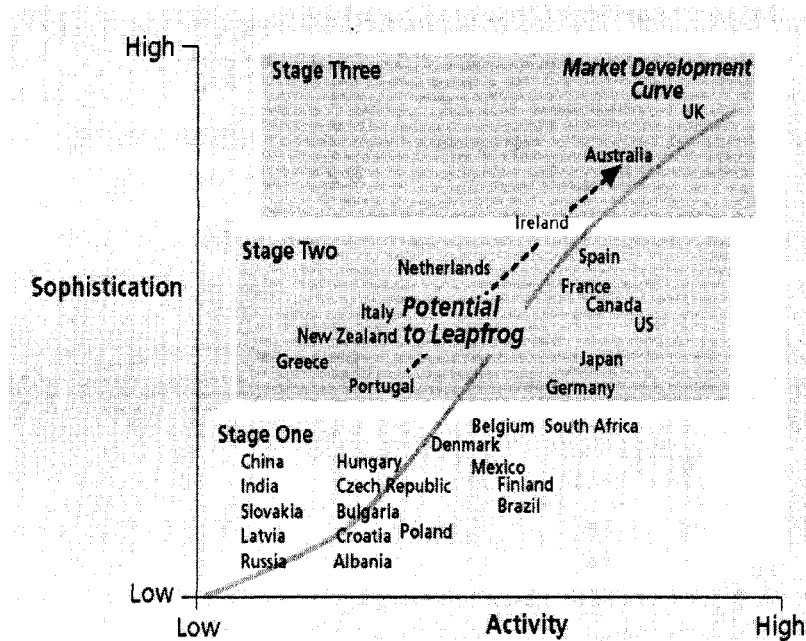 High
Stage Three
Market Development
Curve
UK
Australia
Ireland
Stage Two
Spain
Netherlands
Sophistication
France
Italy Potential
Canada
New Zealand to Leapfrog
US
Greece
Japan
Portugal
Germany
Stage One
Belgium South Africa
Denmark
China
Hungary
Mexico
India
Czech Republic
Finland
Slovakia
Bulgaria
Brazil
Latvia
Croatia
Poland
Russia
Albania
Low
Low
Activity
High